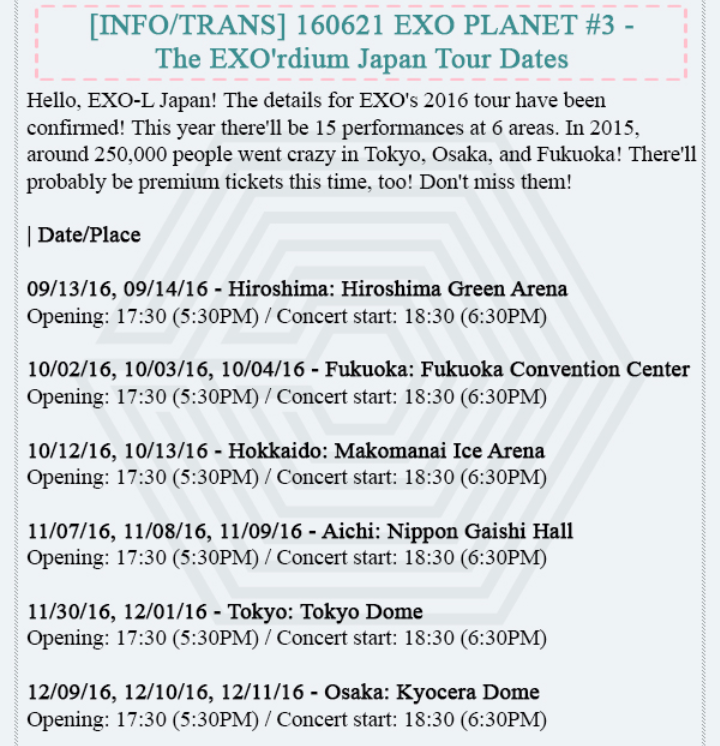 [INFO/TRANS] 160621 EXO PLANET #3 -
The EXO'rdium Japan Tour Dates
Hello, EXO-L Japan! The details for EXO's 2016 tour have been
confirmed! This year there'll be 15 performances at 6 areas. In 2015,
around 250,000 people went crazy in Tokyo, Osaka, and Fukuoka! There'll
probably be premium tickets this time, too! Don't miss them!
| Date/Place
09/13/16, 09/14/16 - Hiroshima: Hiroshima Green Arena
Opening: 17:30 (5:30PM) / Concert start: 18:30 (6:30PM)
10/02/16, 10/03/16, 10/04/16 - Fukuoka: Fukuoka Convention Center
Opening: 17:30 (5:30PM) / Concert start: 18:30 (6:30PM)
10/12/16, 10/13/16 - Hokkaido: Makomanai Ice Arena
Opening: 17:30 (5:30PM) / Concert start: 18:30 (6:30PM)
11/07/16, 11/08/16, 11/09/16 - Aichi: Nippon Gaishi Hall
Opening: 17:30 (5:30PM) / Concert start: 18:30 (6:30PM)
11/30/16, 12/01/16 - Tokyo: Tokyo Dome
Opening: 17:30 (5:30PM) / Concert start: 18:30 (6:30PM)
12/09/16, 12/10/16, 12/11/16 - Osaka: Kyocera Dome
Opening: 17:30 (5:30PM) / Concert start: 18:30 (6:30PM)